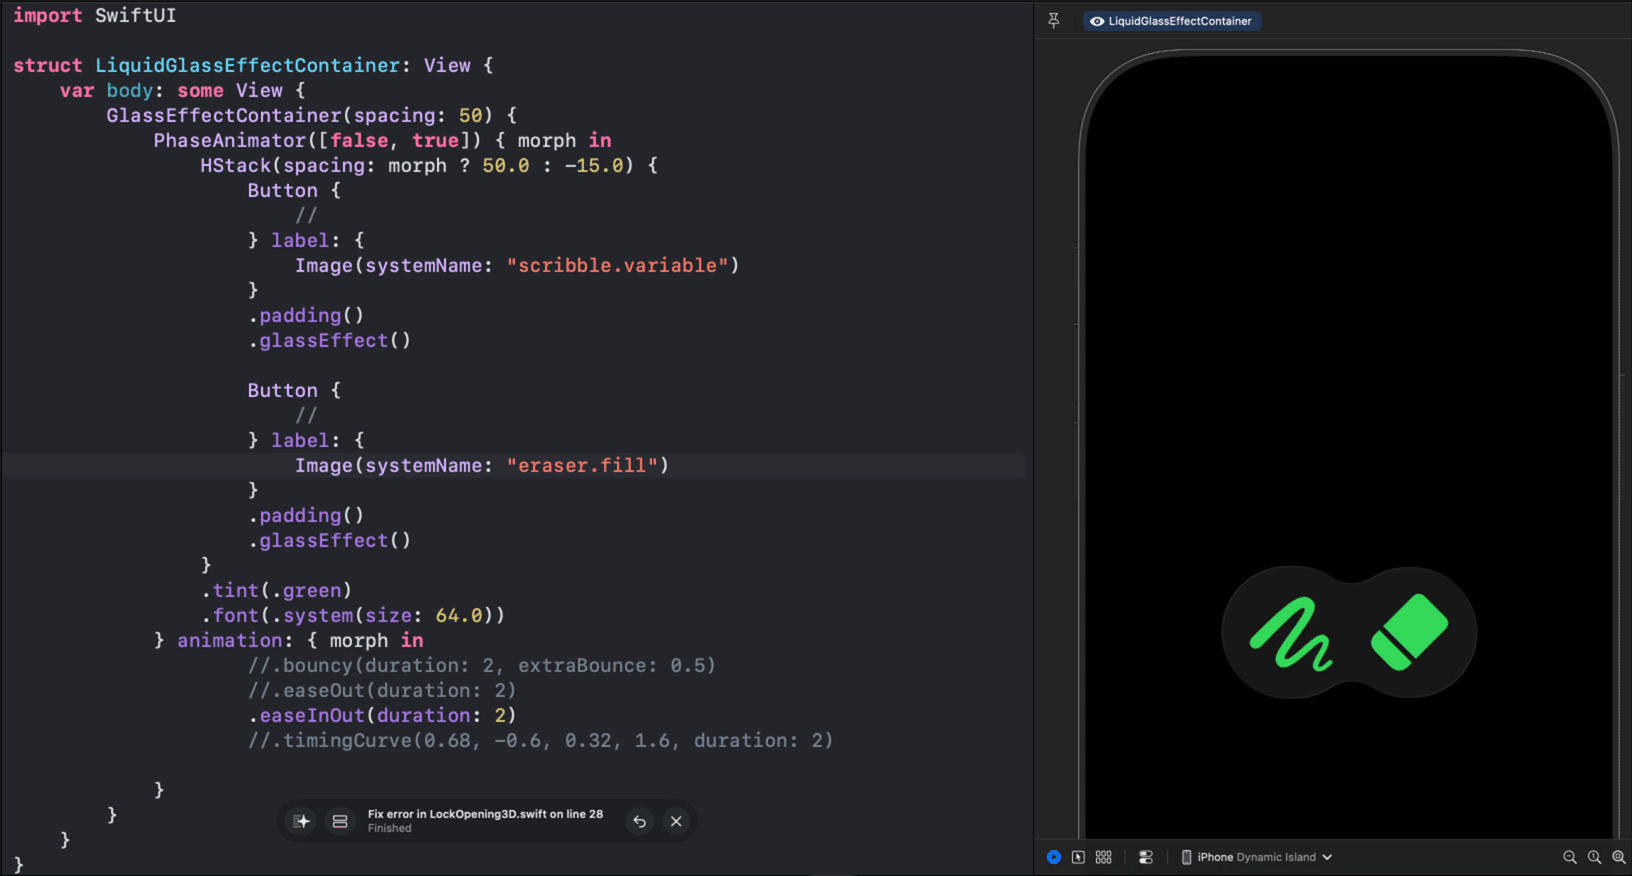 import SwiftUI
struct LiquidGlassEffectContainer: View {
var body: some View {
GlassEffectContainer(spacing: 50) {
PhaseAnimator([false, true]) { morph in
HStack(spacing: morph ? 50.0 : -15.0) {
Button {
//
} label: {
Image(systemName: "scribble.variable")
}
.padding()
.glassEffect()
Button {
//
} label: {
Image(systemName: "eraser.fill")
}
.padding()
.glassEffect()
}
.tint(.green)
.font(.system(size: 64.0))
} animation: { morph in
//.bouncy(duration: 2, extraBounce: 0.5)
//.easeOut(duration: 2)
.easeInOut(duration: 2)
//.timingCurve(0.68, -0.6, 0.32, 1.6, duration: 2)
}
}
}
}
Fix error in LockOpening3D.swift on line 28
Finished
LiquidGlassEffectContainer
iPhone Dynamic Island